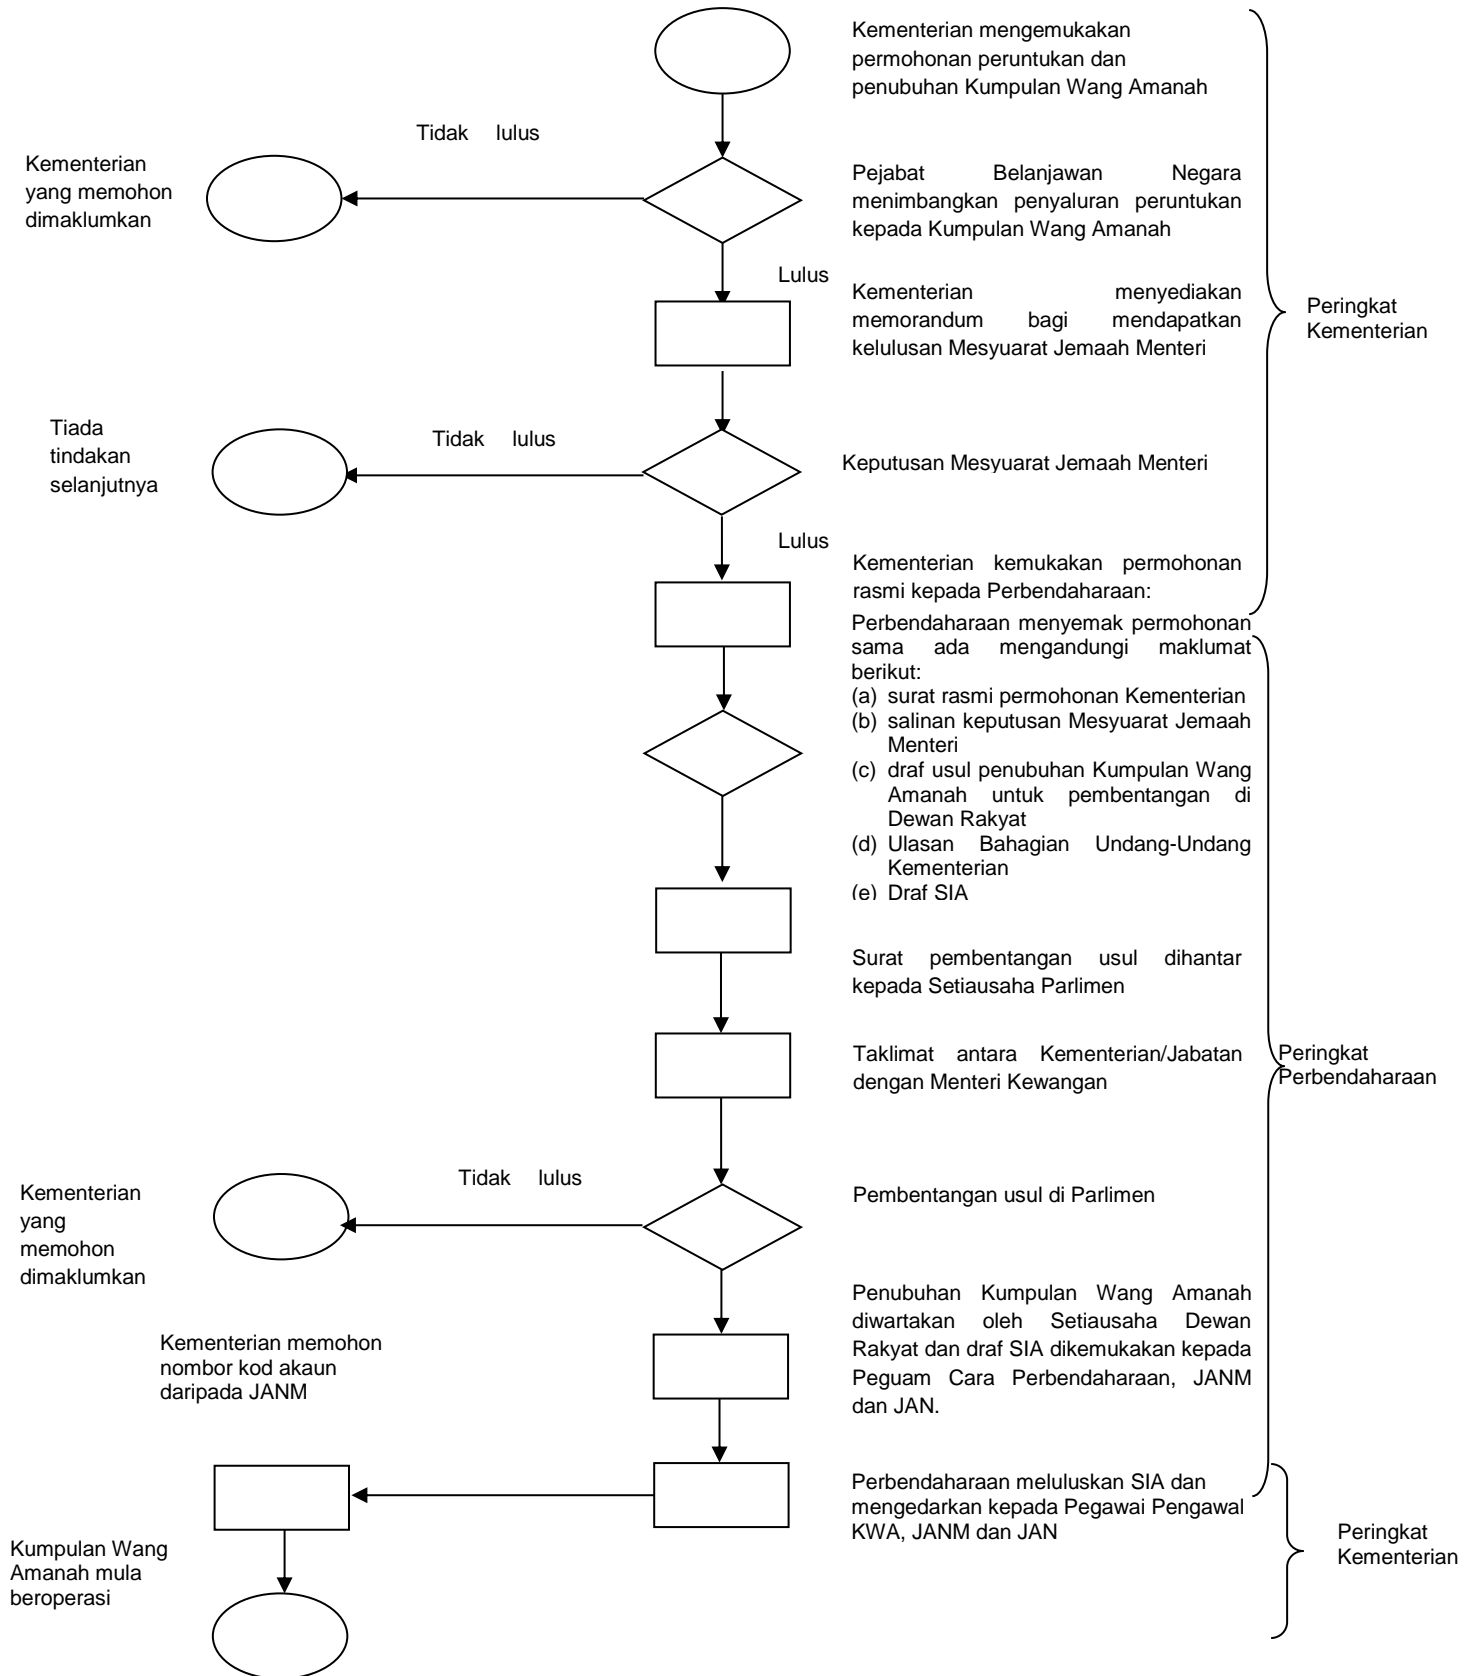 Kementerian mengemukakan
permohonan peruntukan dan
penubuhan Kumpulan Wang Amanah
Tidak lulus
Kementerian
yang memohon
dimaklumkan
Pejabat Belanjawan Negara
menimbangkan penyaluran peruntukan
kepada Kumpulan Wang Amanah
Lulus
Kementerian menyediakan
memorandum bagi mendapatkan
kelulusan Mesyuarat Jemaah Menteri
Peringkat
Kementerian
Tiada
tindakan
selanjutnya
Tidak lulus
Keputusan Mesyuarat Jemaah Menteri
Lulus
Kementerian kemukakan permohonan
rasmi kepada Perbendaharaan:
Perbendaharaan menyemak permohonan
sama ada mengandungi maklumat
berikut:
(a) surat rasmi permohonan Kementerian
(b) salinan keputusan Mesyuarat Jemaah
Menteri
(c) draf usul penubuhan Kumpulan Wang
Amanah untuk pembentangan di
Dewan Rakyat
(d) Ulasan Bahagian Undang-Undang
Kementerian
(e) Draf SIA
Surat pembentangan usul dihantar
kepada Setiausaha Parlimen
Taklimat antara Kementerian/Jabatan
dengan Menteri Kewangan
Peringkat
Perbendaharaan
Tidak lulus
Kementerian
yang
memohon
dimaklumkan
Pembentangan usul di Parlimen
Penubuhan Kumpulan Wang Amanah
diwartakan oleh Setiausaha Dewan
Rakyat dan draf SIA dikemukakan kepada
Peguam Cara Perbendaharaan, JANM
dan JAN.
Kementerian memohon
nombor kod akaun
daripada JANM
Perbendaharaan meluluskan SIA dan
mengedarkan kepada Pegawai Pengawal
KWA, JANM dan JAN
Peringkat
Kementerian
Kumpulan Wang
Amanah mula
beroperasi